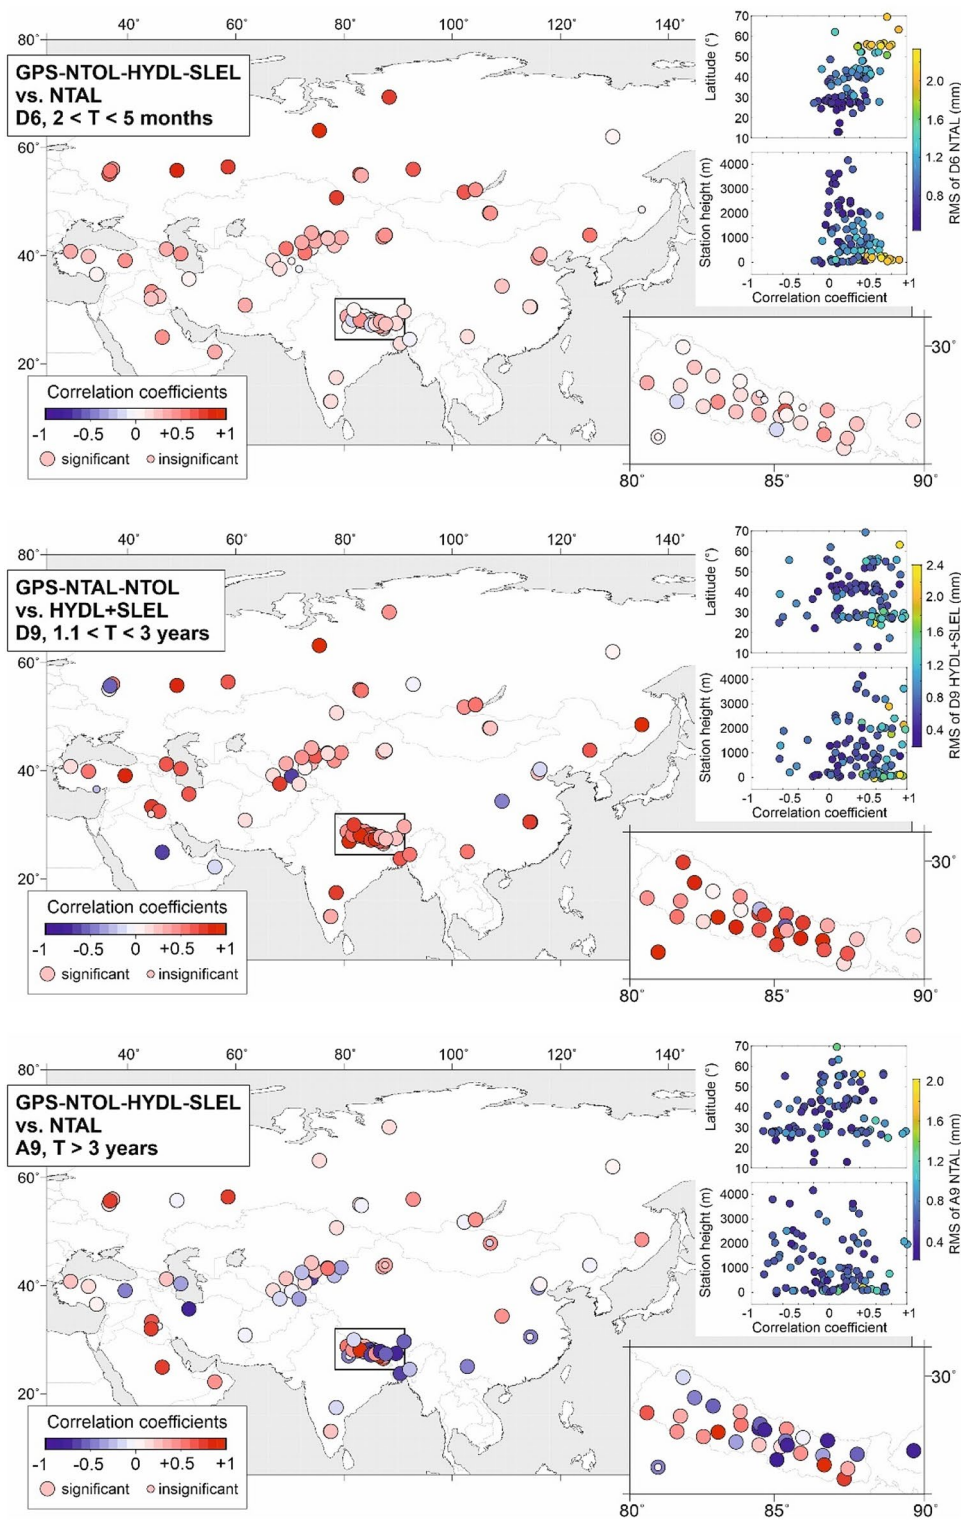 40° 60° 80° 100° 120° 140°
80°
GPS-NTOL-HYDL-SLEL
vs. NTAL
D6, 2 < T < 5 months
60°
40°
20°
Correlation coefficients
-1 -0.5 0 +0.5 +1
significant insignificant
70
60
50
40
30
20
10
Latitude (°)
4000
3000
2000
1000
0
Station height (m)
-1 -0.5 0 +0.5 +1
Correlation coefficient
2.0
1.6
1.2
0.8
RMS of D6 NTAL (mm)
30°
80° 85° 90°
40° 60° 80° 100° 120° 140°
80°
GPS-NTAL-NTOL
vs. HYDL+SLEL
D9, 1.1 < T < 3 years
60°
40°
20°
Correlation coefficients
-1 -0.5 0 +0.5 +1
significant insignificant
70
60
50
40
30
20
10
Latitude (°)
4000
3000
2000
1000
0
Station height (m)
-1 -0.5 0 +0.5 +1
Correlation coefficient
2.4
2.0
1.6
1.2
0.8
0.4
RMS of D9 HYDL+SLEL (mm)
30°
80° 85° 90°
40° 60° 80° 100° 120° 140°
80°
GPS-NTOL-HYDL-SLEL
vs. NTAL
A9, T > 3 years
60°
40°
20°
Correlation coefficients
-1 -0.5 0 +0.5 +1
significant insignificant
70
60
50
40
30
20
10
Latitude (°)
4000
3000
2000
1000
0
Station height (m)
-1 -0.5 0 +0.5 +1
Correlation coefficient
2.0
1.6
1.2
0.8
0.4
RMS of A9 NTAL (mm)
30°
80° 85° 90°